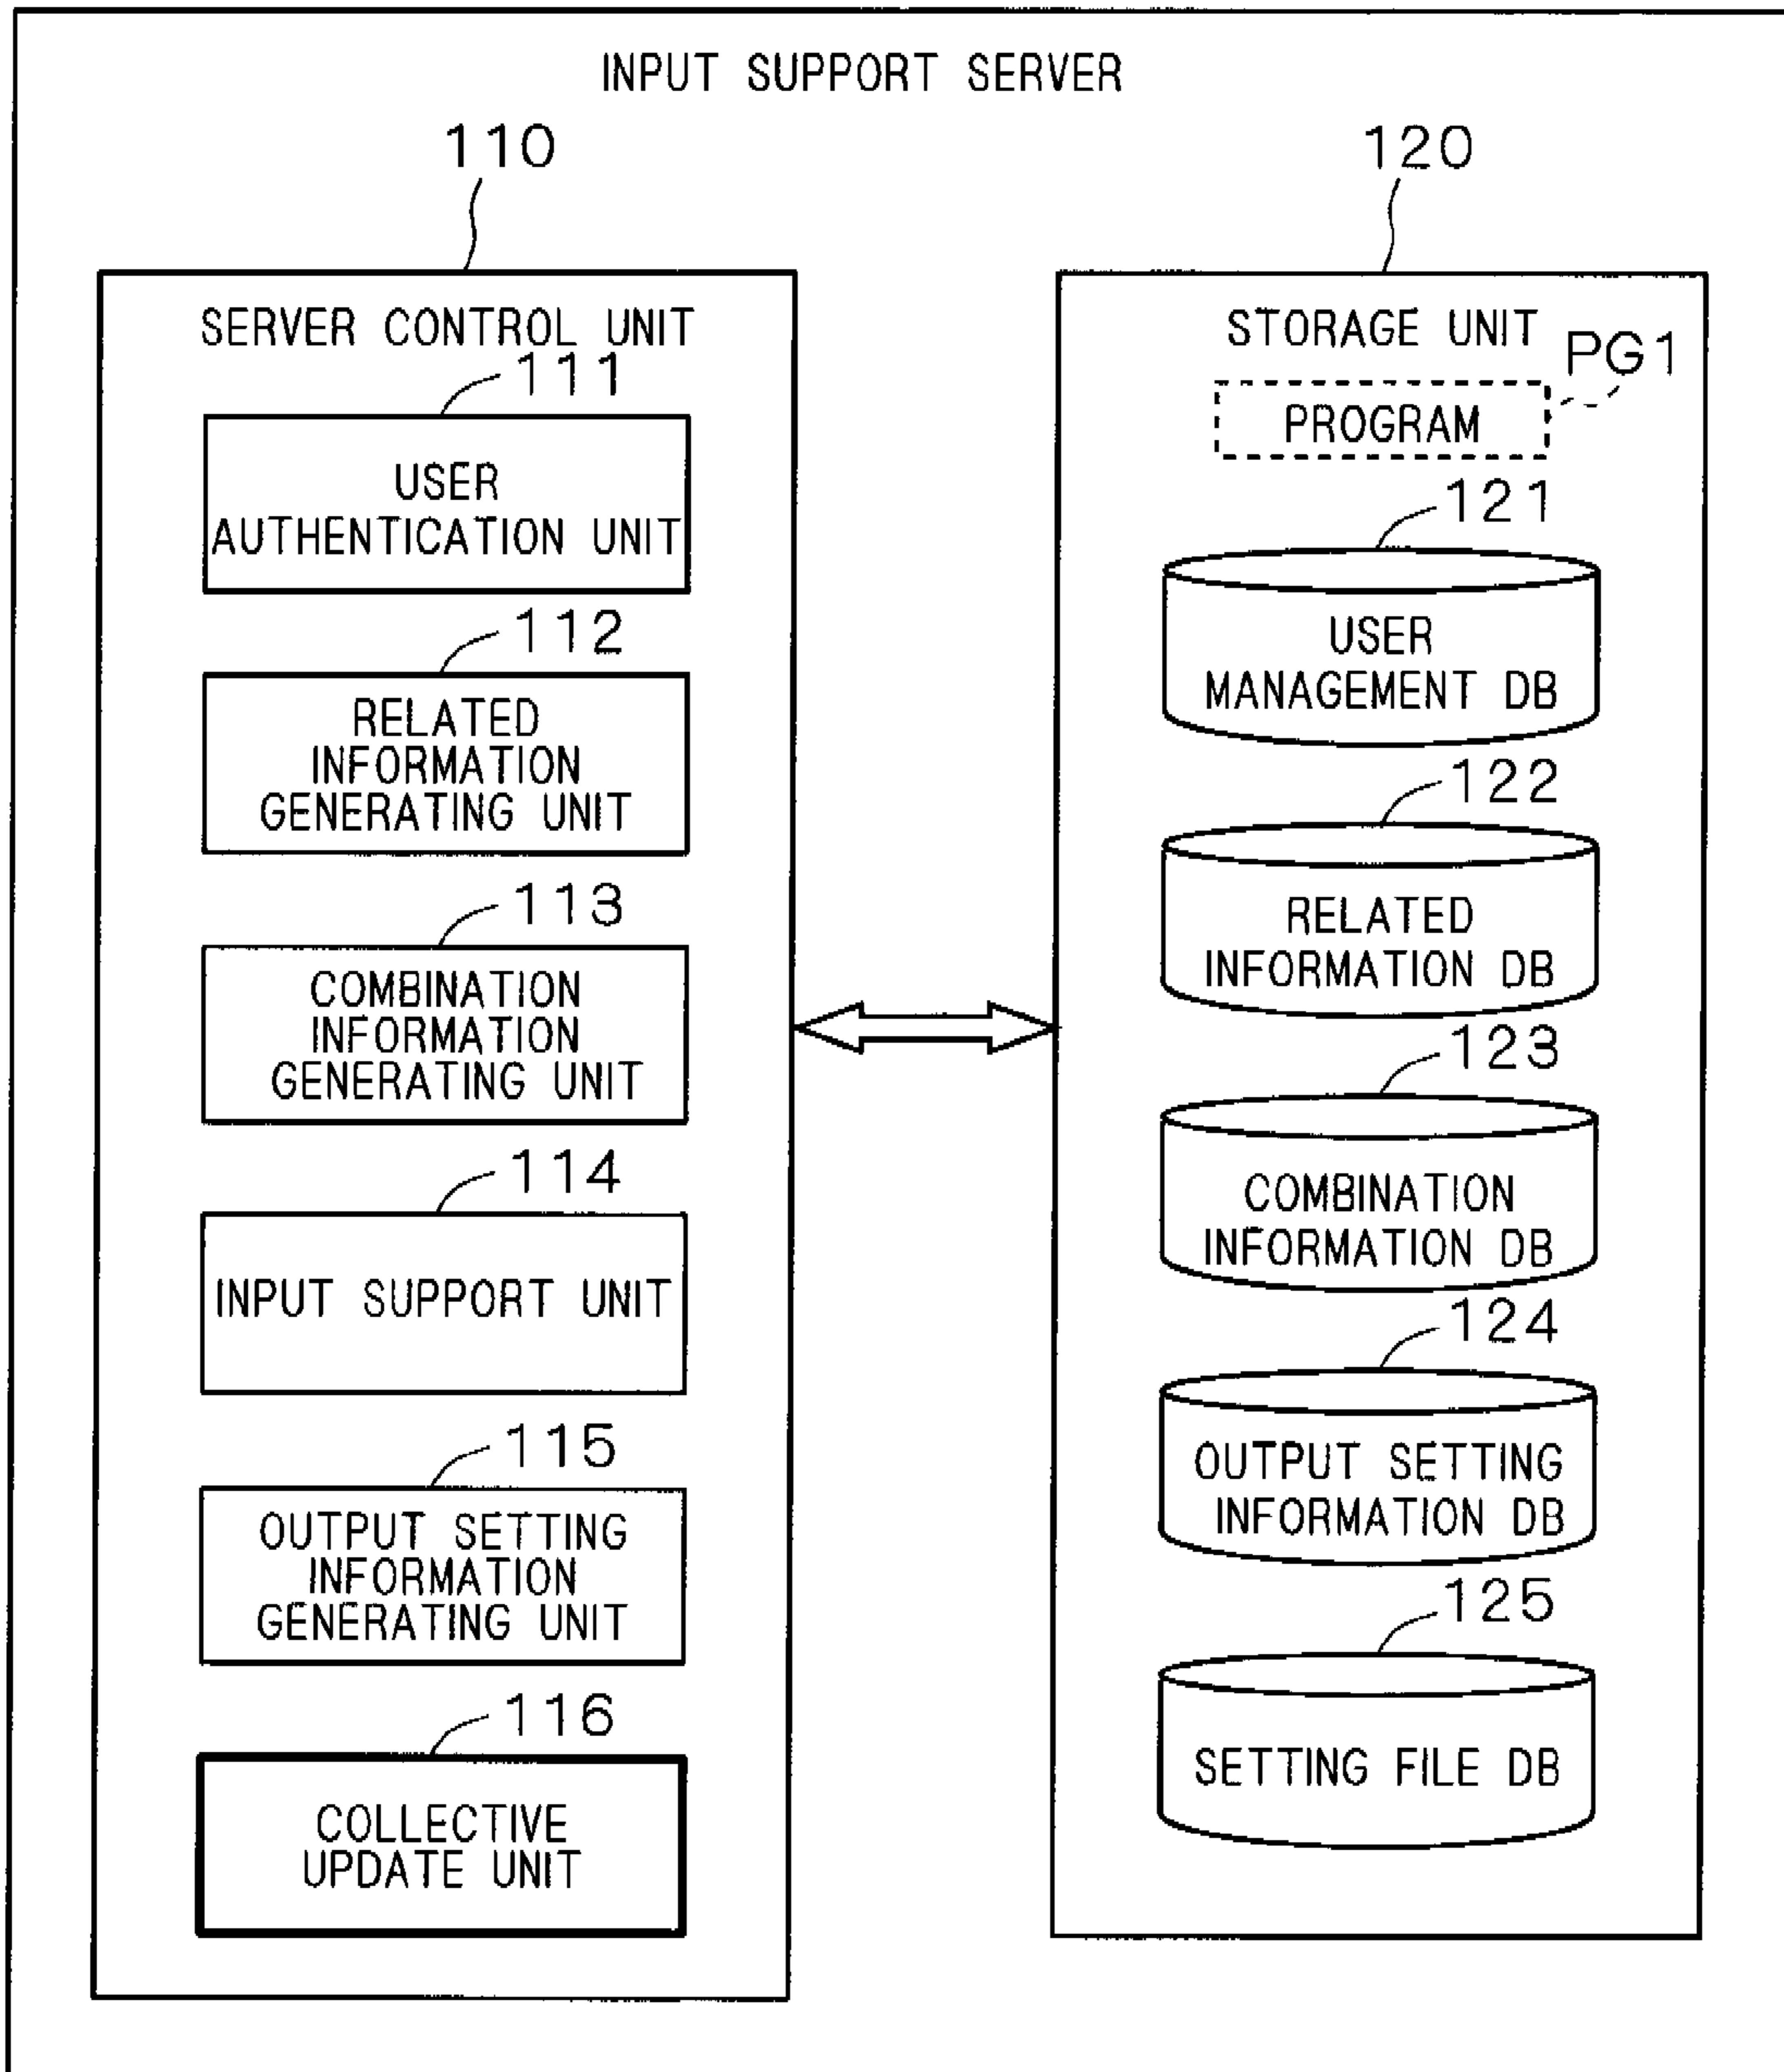 INPUT SUPPORT SERVER
110
SERVER CONTROL UNIT
111
USER
AUTHENTICATION UNIT
112
RELATED
INFORMATION
GENERATING UNIT
113
COMBINATION
INFORMATION
GENERATING UNIT
114
INPUT SUPPORT UNIT
115
OUTPUT SETTING
INFORMATION
GENERATING UNIT
116
COLLECTIVE
UPDATE UNIT
120
STORAGE UNIT
PG1
PROGRAM
121
USER
MANAGEMENT DB
122
RELATED
INFORMATION DB
123
COMBINATION
INFORMATION DB
124
OUTPUT SETTING
INFORMATION DB
125
SETTING FILE DB